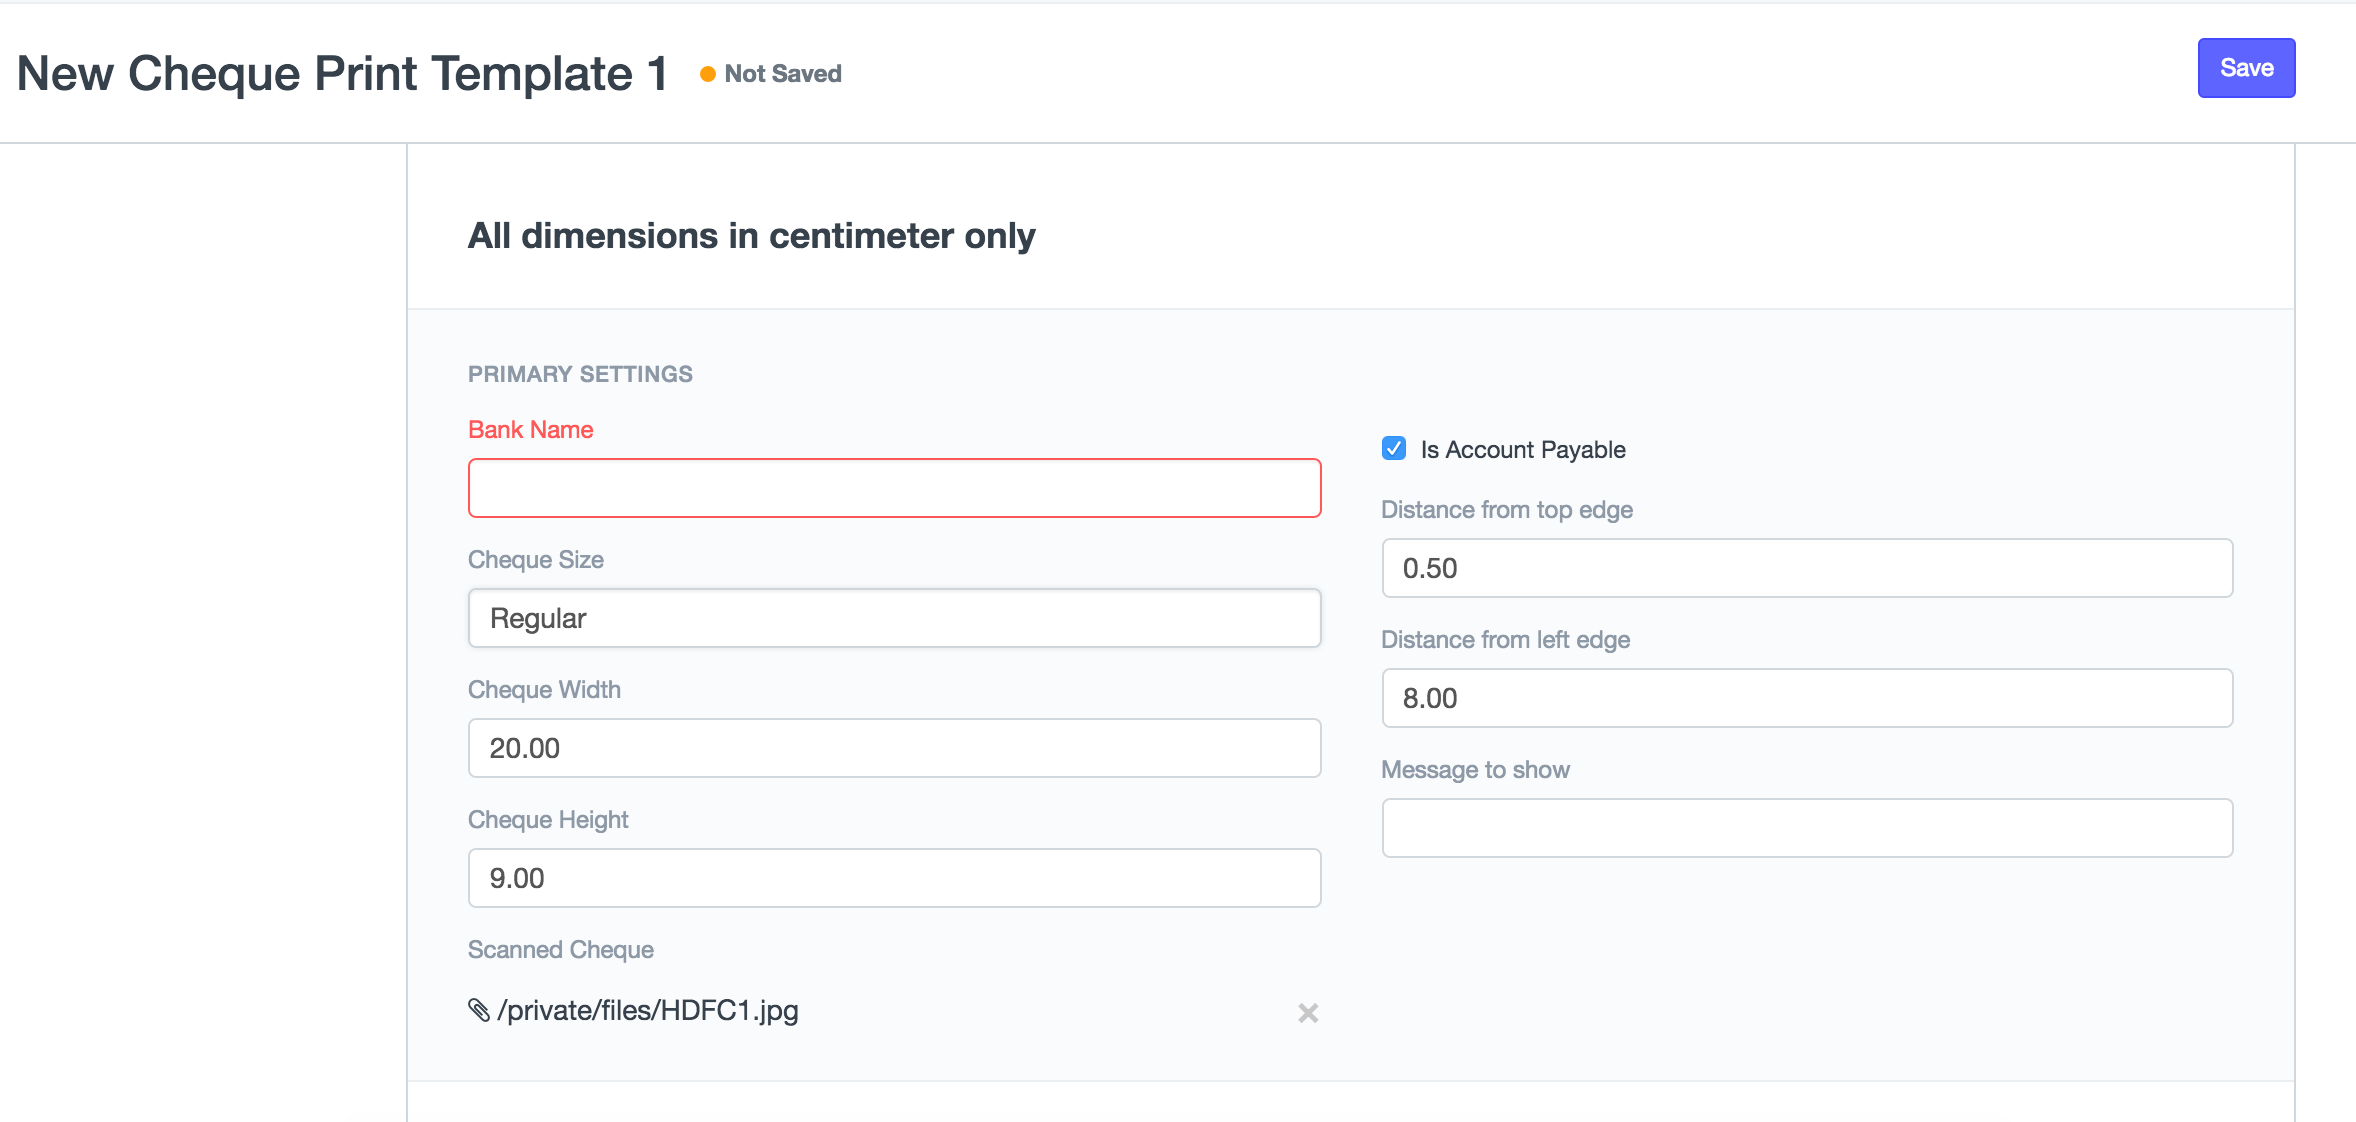 New Cheque Print Template 1
Not Saved
Save
All dimensions in centimeter only
PRIMARY SETTINGS
Bank Name
Cheque Size
Regular
Cheque Width
20.00
Cheque Height
9.00
Scanned Cheque
/private/files/HDFC1.jpg
Is Account Payable
Distance from top edge
0.50
Distance from left edge
8.00
Message to show